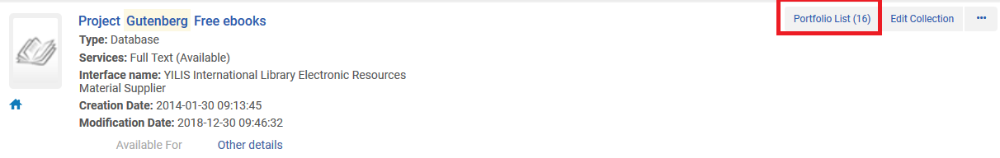 Project Gutenberg Free ebooks
Portfolio List (16)
Edit Collection
Type: Database
Services: Full Text (Available)
Interface name: YILIS International Library Electronic Resources
Material Supplier
Creation Date: 2014-01-30 09:13:45
Modification Date: 2018-12-30 09:46:32
Available For
Other details